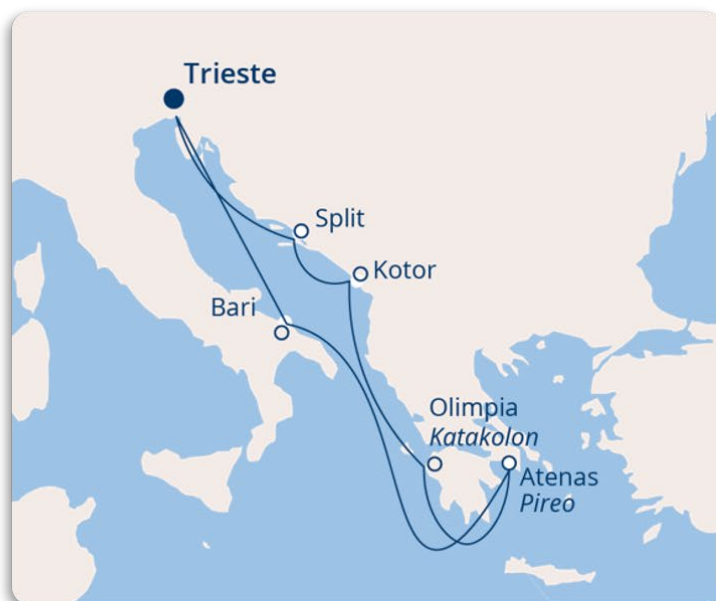 Trieste
Split
Kotor
Bari
Olimpia
Katakolon
Atenas
Pireo